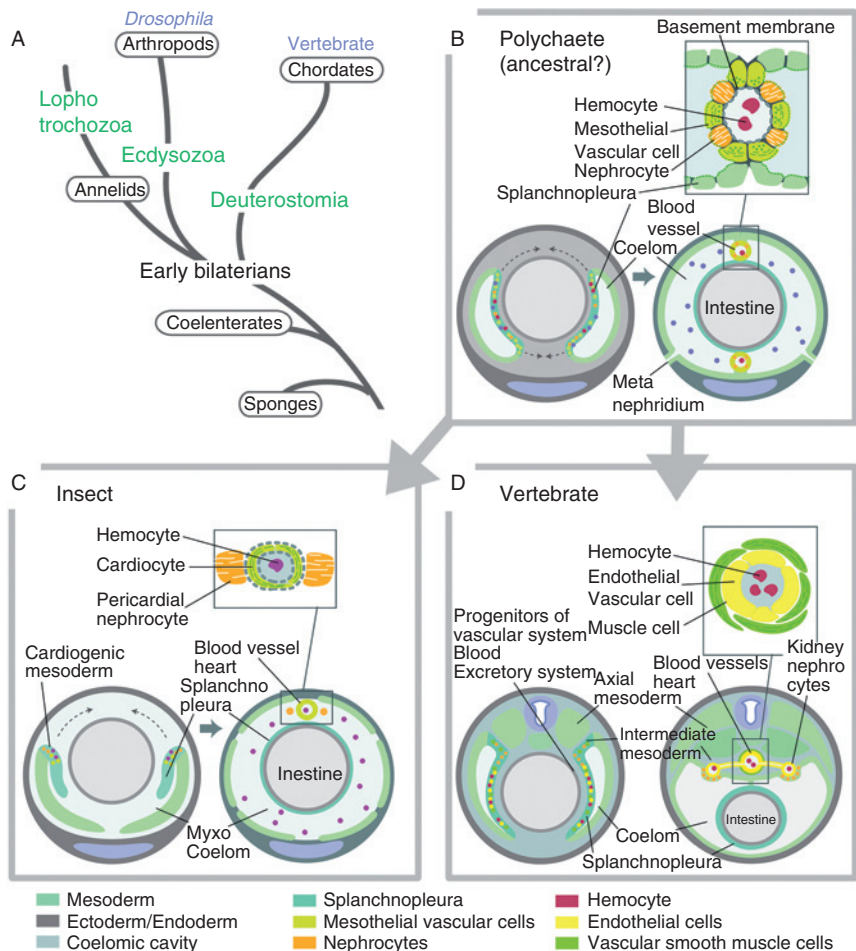 A
Drosophila
Arthropods
Vertebrate
Chordates
Lopho
trochozoa
Ecdysozoa
Annelids
Deuterostomia
Early bilaterians
Coelenterates
Sponges
B
Polychaete
(ancestral?)
Basement membrane
Hemocyte
Mesothelial
Vascular cell
Nephrocyte
Splanchnopleura
Blood
vessel
Coelom
Intestine
Meta
nephridium
C
Insect
Hemocyte
Cardiocyte
Pericardial
nephrocyte
Cardiogenic
mesoderm
Blood vessel
heart
Splanchno
pleura
Inestine
Myxo
Coelom
D
Vertebrate
Hemocyte
Endothelial
Vascular cell
Muscle cell
Progenitors of
vascular system
Blood
Excretory system
Axial
mesoderm
Blood vessels
heart
Kidney
nephro
cytes
Intermediate
mesoderm
Coelom
Splanchnopleura
Intestine
Mesoderm
Ectoderm/Endoderm
Coelomic cavity
Splanchnopleura
Mesothelial vascular cells
Nephrocytes
Hemocyte
Endothelial cells
Vascular smooth muscle cells